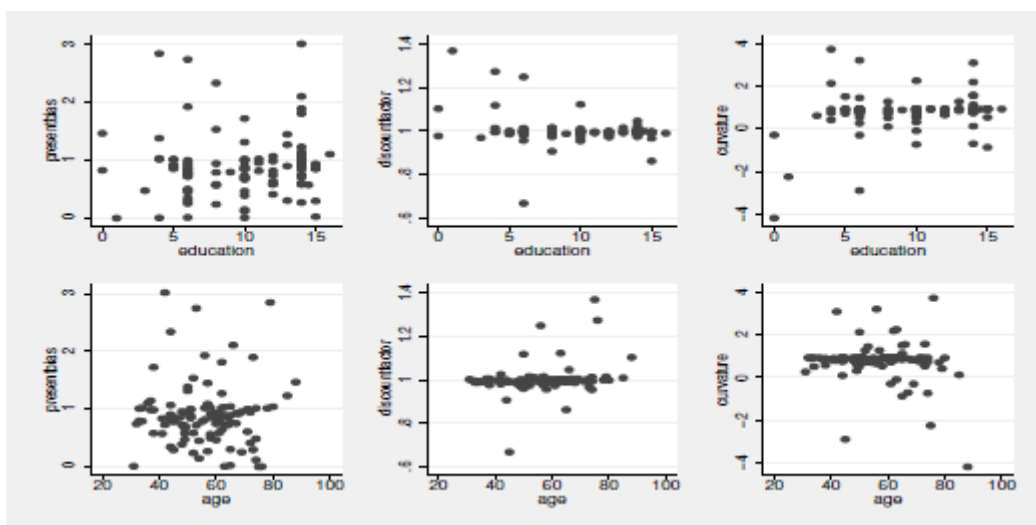 presentbias
0 1 2 3
0 5 10 15
education
discountfactor
.6 .8 1 1.2 1.4
0 5 10 15
education
curvature
-4 -2 0 2 4
0 5 10 15
education
presentbias
0 1 2 3
20 40 60 80 100
age
discountfactor
.6 .8 1 1.2 1.4
20 40 60 80 100
age
curvature
-4 -2 0 2 4
20 40 60 80 100
age